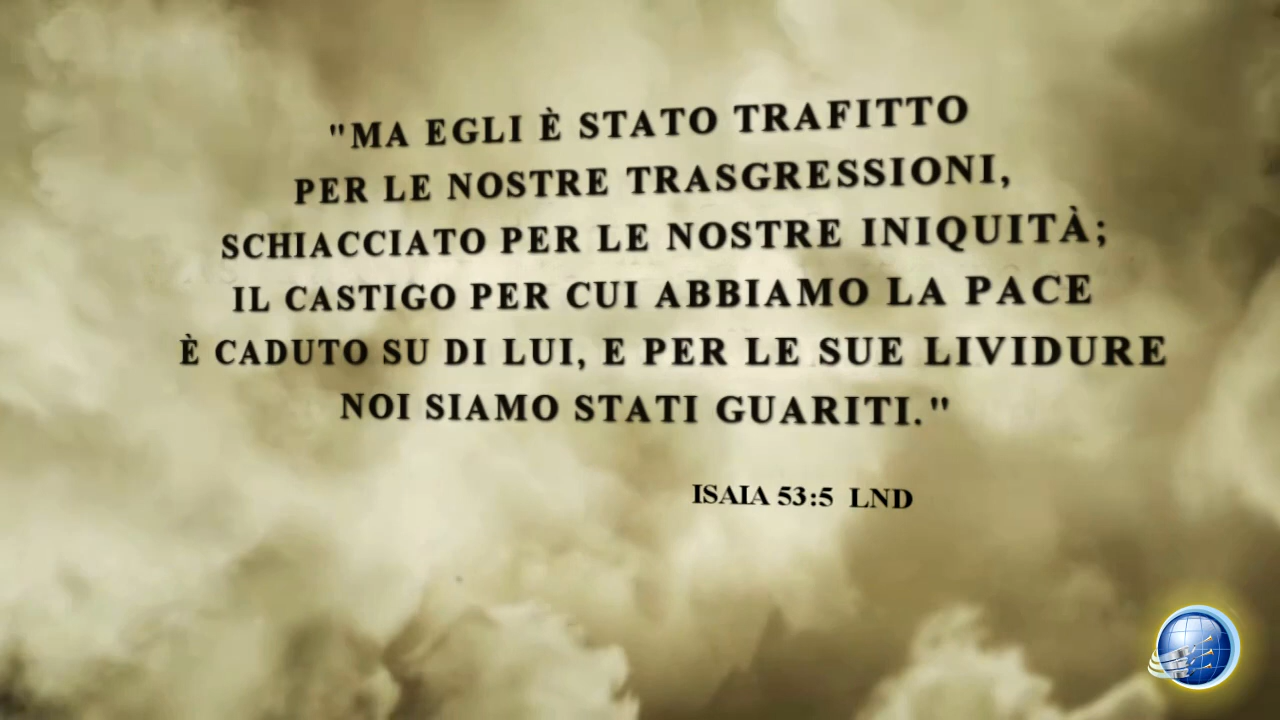 "MA EGLI È STATO TRAFITTO
PER LE NOSTRE TRASGRESSIONI,
SCHIACCIATO PER LE NOSTRE INIQUITÀ;
IL CASTIGO PER CUI ABBIAMO LA PACE
È CADUTO SU DI LUI, E PER LE SUE LIVIDURE
NOI SIAMO STATI GUARITI."
ISAIA 53:5 LND